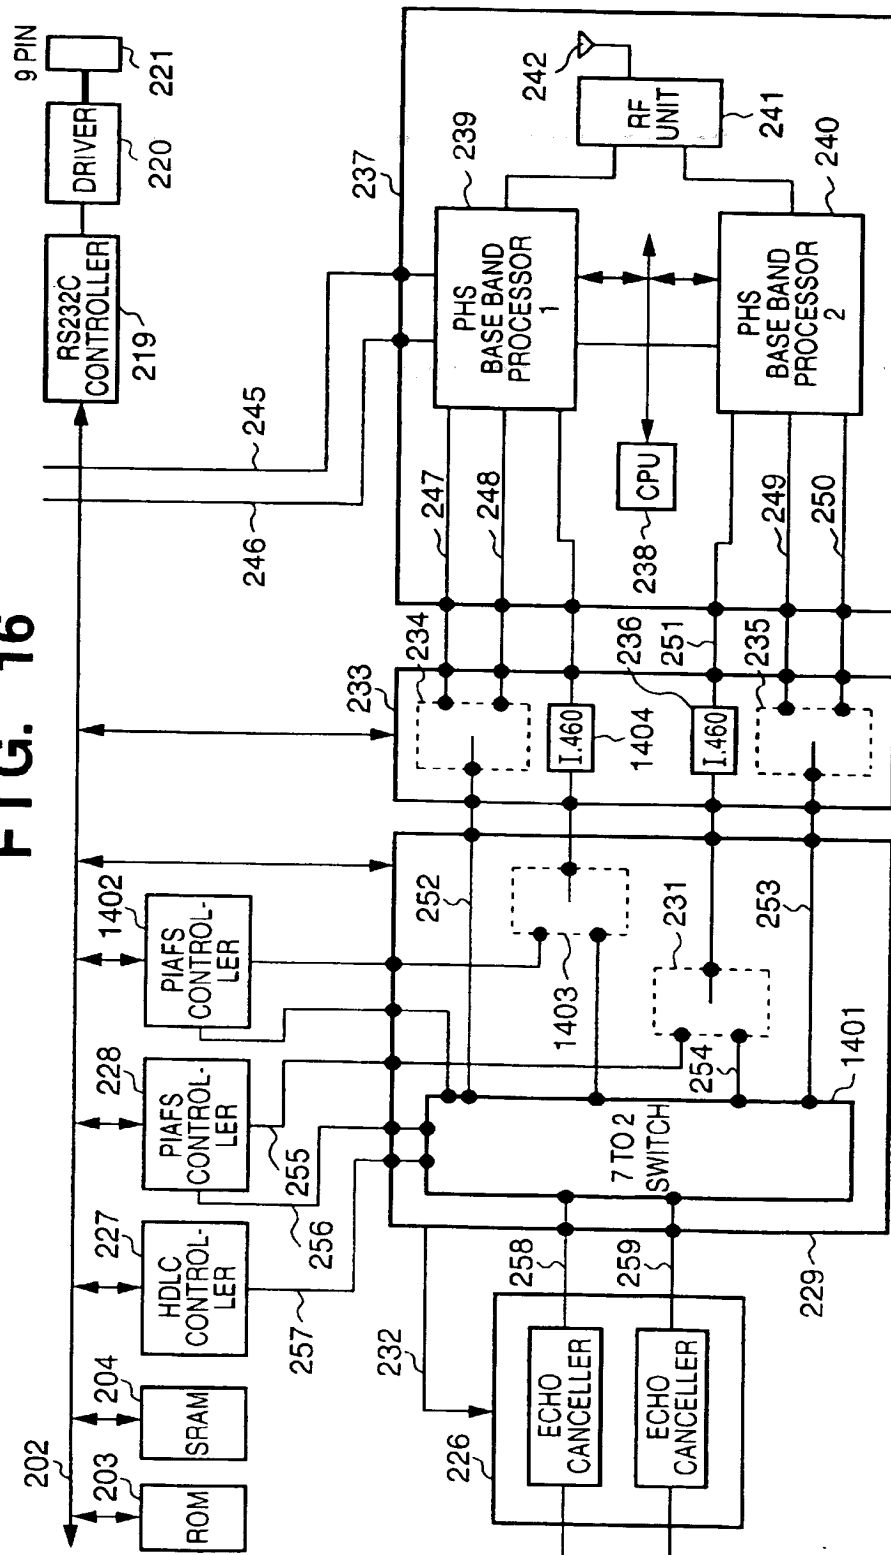 FIG. 16
202
203
ROM
204
SRAM
227
HDLC
CONTROL-
LER
228
PIAFS
CONTROL-
LER
1402
PIAFS
CONTROL-
LER
RS232C
CONTROLLER
219
DRIVER
220
9 PIN
221
257
256
255
246
245
232
226
ECHO
CANCELLER
ECHO
CANCELLER
258
259
229
7 TO 2
SWITCH
1401
252
1403
254
231
253
233
234
I.460
1404
236
I.460
251
235
247
248
249
250
237
239
PHS
BASE BAND
PROCESSOR
1
238
CPU
PHS
BASE BAND
PROCESSOR
2
240
242
RF
UNIT
241